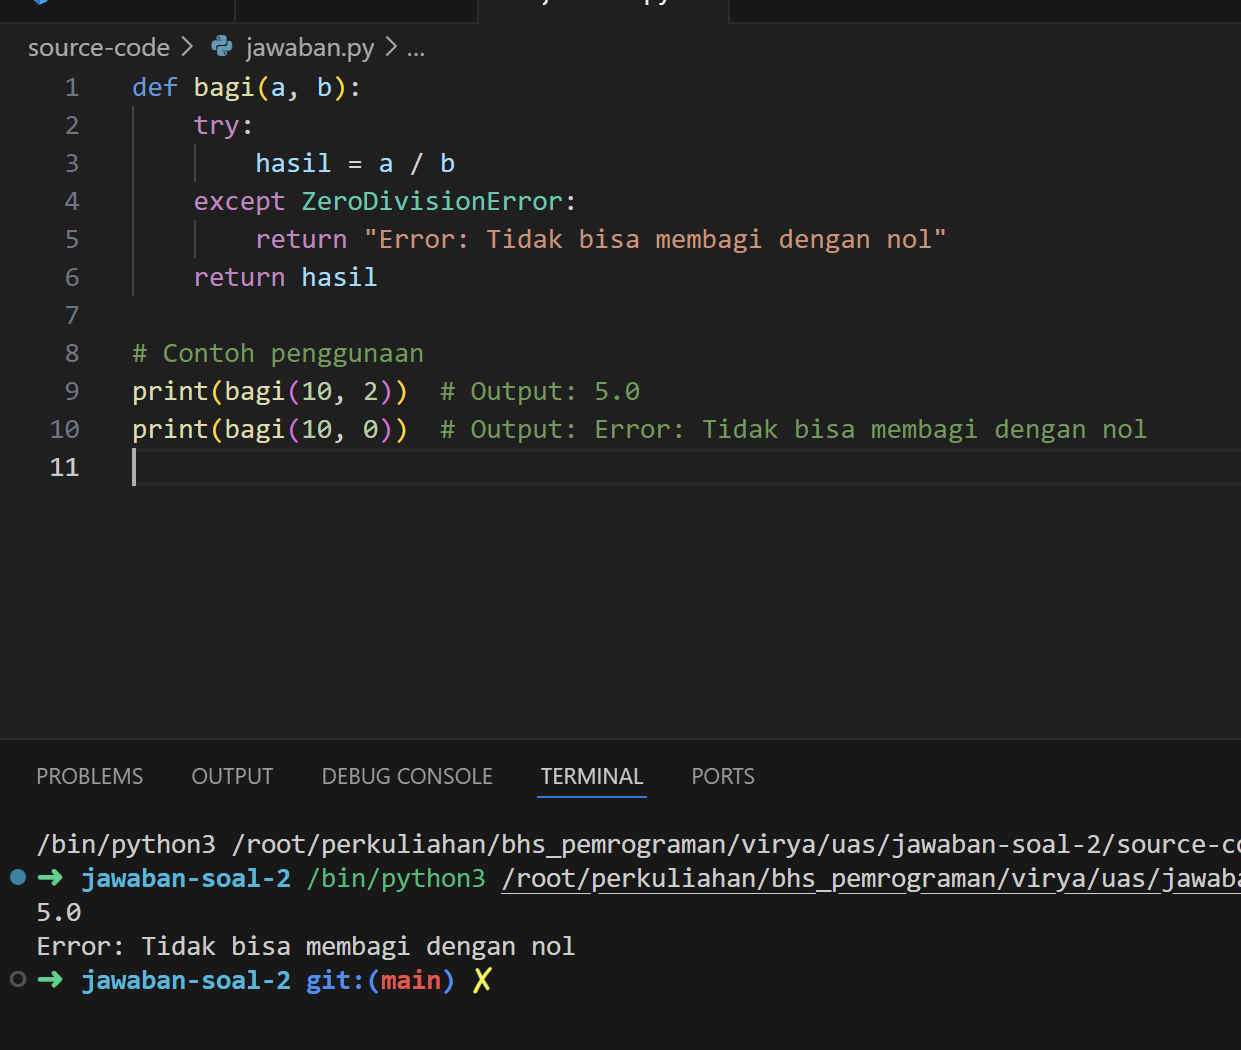 source-code > jawaban.py > ...
1 def bagi(a, b):
2 try:
3 hasil = a / b
4 except ZeroDivisionError:
5 return "Error: Tidak bisa membagi dengan nol"
6 return hasil
7
8 # Contoh penggunaan
9 print(bagi(10, 2)) # Output: 5.0
10 print(bagi(10, 0)) # Output: Error: Tidak bisa membagi dengan nol
11
PROBLEMS OUTPUT DEBUG CONSOLE TERMINAL PORTS
/bin/python3 /root/perkuliahan/bhs_pemrograman/virya/uas/jawaban-soal-2/source-c
➜ jawaban-soal-2 /bin/python3 /root/perkuliahan/bhs_pemrograman/virya/uas/jawab
5.0
Error: Tidak bisa membagi dengan nol
➜ jawaban-soal-2 git:(main) ✗